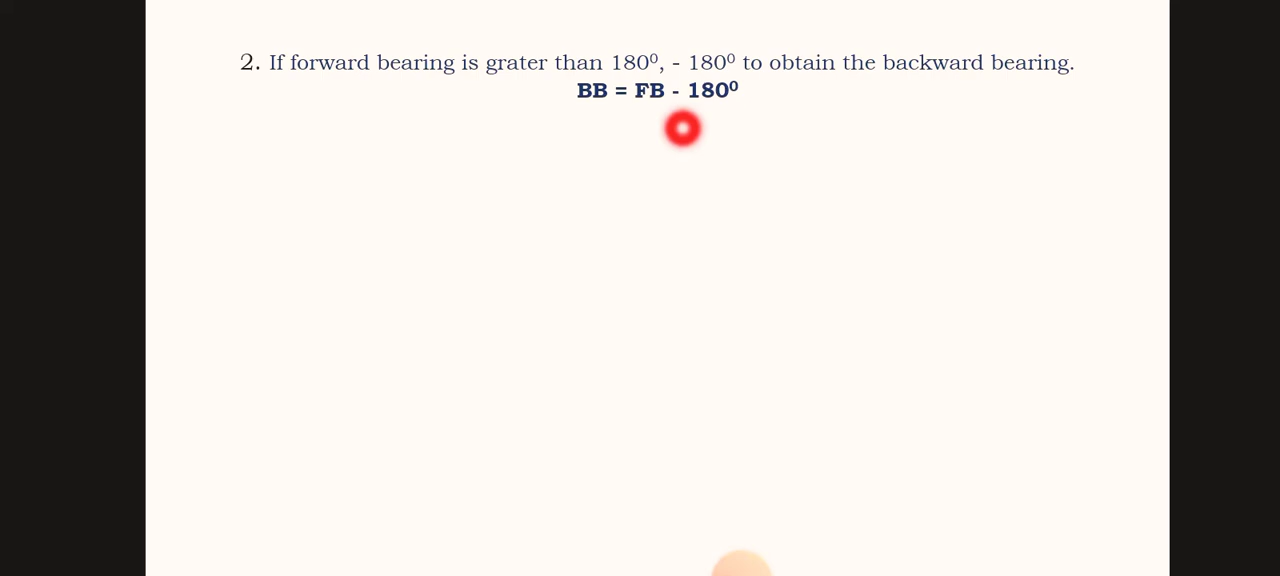 2. If forward bearing is grater than 180⁰, - 180⁰ to obtain the backward bearing.
BB = FB - 180⁰